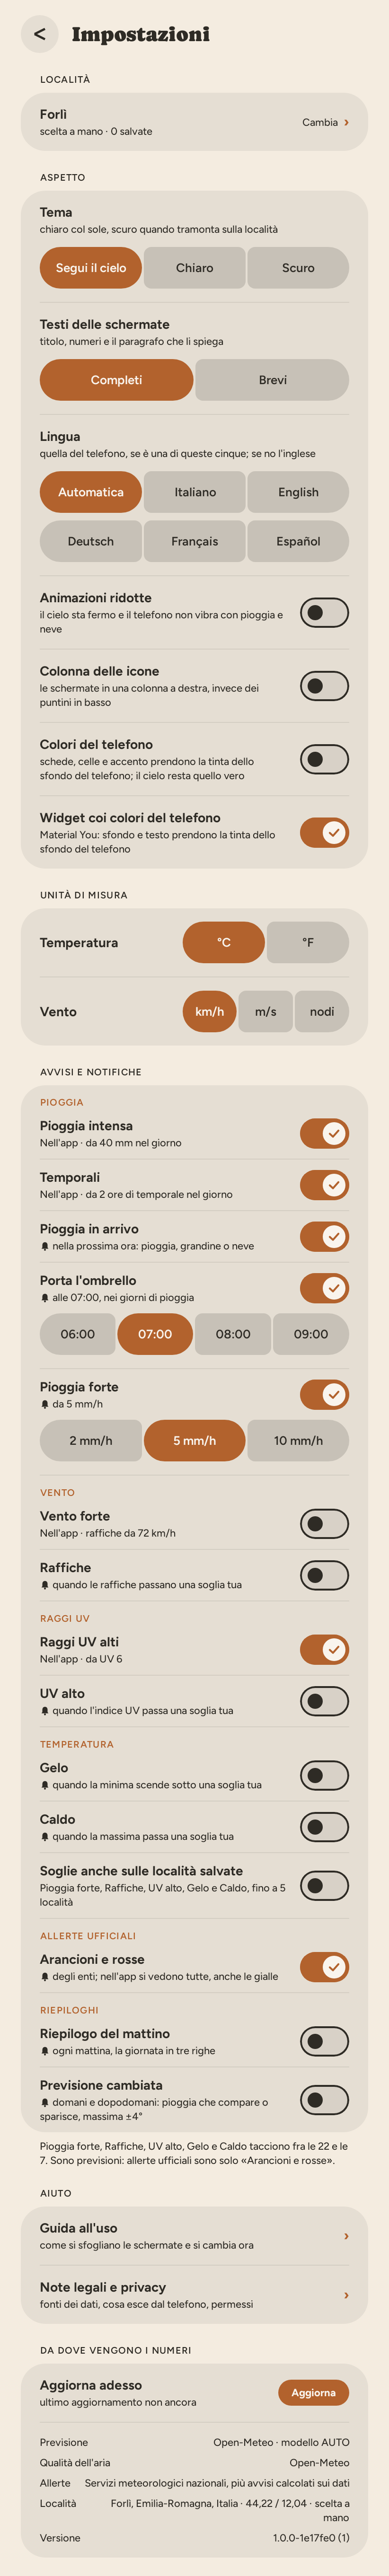 <
Impostazioni
LOCALITÀ
Forlì
scelta a mano · 0 salvate
Cambia ›
ASPETTO
Tema
chiaro col sole, scuro quando tramonta sulla località
Segui il cielo Chiaro Scuro
Testi delle schermate
titolo, numeri e il paragrafo che li spiega
Completi Brevi
Lingua
quella del telefono, se è una di queste cinque; se no l'inglese
Automatica Italiano English
Deutsch Français Español
Animazioni ridotte
il cielo sta fermo e il telefono non vibra con pioggia e
neve
Colonna delle icone
le schermate in una colonna a destra, invece dei
puntini in basso
Colori del telefono
schede, celle e accento prendono la tinta dello
sfondo del telefono; il cielo resta quello vero
Widget coi colori del telefono
Material You: sfondo e testo prendono la tinta dello
sfondo del telefono
UNITÀ DI MISURA
Temperatura °C °F
Vento km/h m/s nodi
AVVISI E NOTIFICHE
PIOGGIA
Pioggia intensa
Nell'app · da 40 mm nel giorno
Temporali
Nell'app · da 2 ore di temporale nel giorno
Pioggia in arrivo
nella prossima ora: pioggia, grandine o neve
Porta l'ombrello
alle 07:00, nei giorni di pioggia
06:00 07:00 08:00 09:00
Pioggia forte
da 5 mm/h
2 mm/h 5 mm/h 10 mm/h
VENTO
Vento forte
Nell'app · raffiche da 72 km/h
Raffiche
quando le raffiche passano una soglia tua
RAGGI UV
Raggi UV alti
Nell'app · da UV 6
UV alto
quando l'indice UV passa una soglia tua
TEMPERATURA
Gelo
quando la minima scende sotto una soglia tua
Caldo
quando la massima passa una soglia tua
Soglie anche sulle località salvate
Pioggia forte, Raffiche, UV alto, Gelo e Caldo, fino a 5
località
ALLERTE UFFICIALI
Arancioni e rosse
degli enti; nell'app si vedono tutte, anche le gialle
RIEPILOGHI
Riepilogo del mattino
ogni mattina, la giornata in tre righe
Previsione cambiata
domani e dopodomani: pioggia che compare o
sparisce, massima ±4°
Pioggia forte, Raffiche, UV alto, Gelo e Caldo tacciono fra le 22 e le
7. Sono previsioni: allerte ufficiali sono solo «Arancioni e rosse».
AIUTO
Guida all'uso
come si sfogliano le schermate e si cambia ora
›
Note legali e privacy
fonti dei dati, cosa esce dal telefono, permessi
›
DA DOVE VENGONO I NUMERI
Aggiorna adesso
ultimo aggiornamento non ancora
Aggiorna
Previsione Open-Meteo · modello AUTO
Qualità dell'aria Open-Meteo
Allerte Servizi meteorologici nazionali, più avvisi calcolati sui dati
Località Forlì, Emilia-Romagna, Italia · 44,22 / 12,04 · scelta a
mano
Versione 1.0.0-1e17fe0 (1)